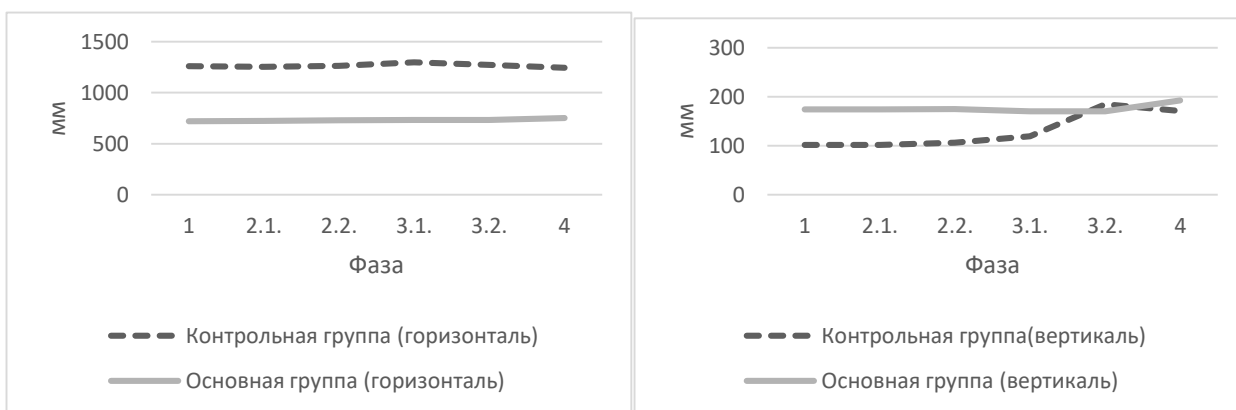 1500
1000
500
0
мм
1
2.1.
2.2.
3.1.
3.2.
4
Фаза
Контрольная группа (горизонталь)
Основная группа (горизонталь)
300
200
100
0
мм
1
2.1.
2.2.
3.1.
3.2.
4
Фаза
Контрольная группа(вертикаль)
Основная группа (вертикаль)